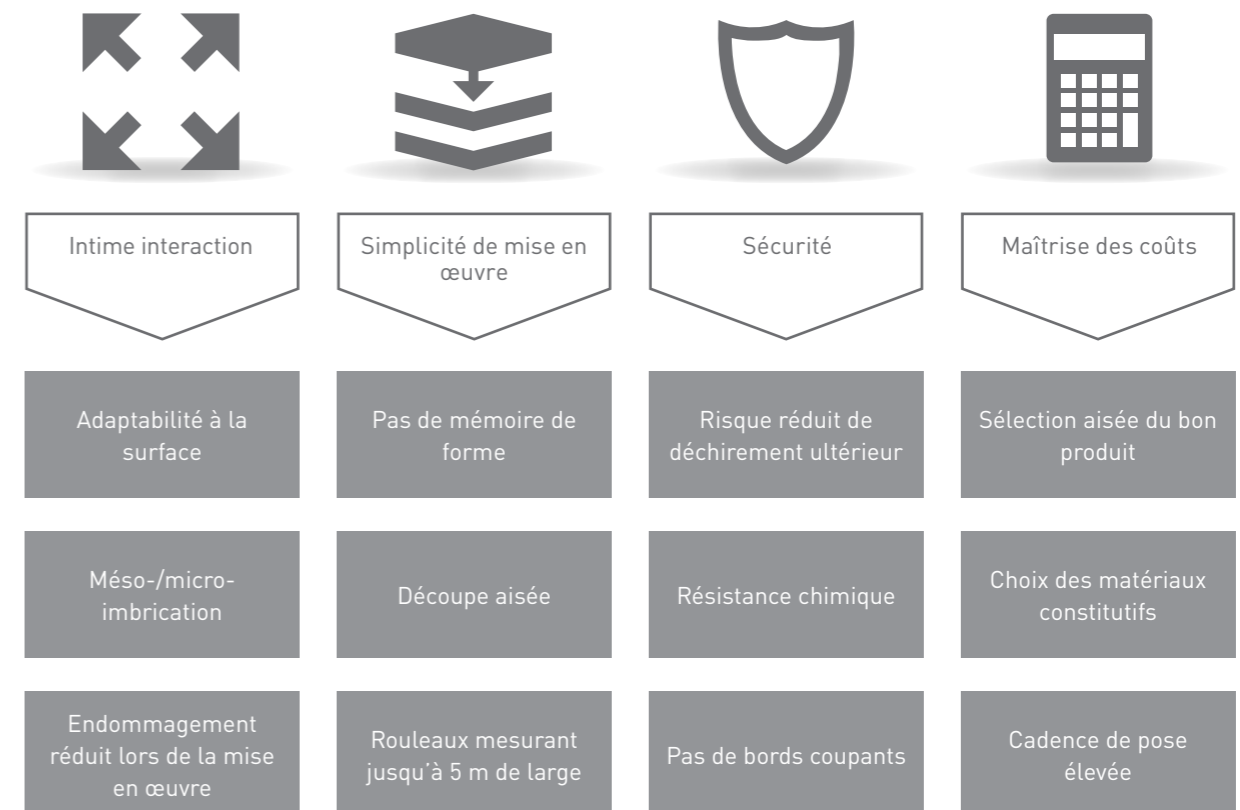 Intime interaction
Simplicité de mise en
œuvre
Sécurité
Maîtrise des coûts
Adaptabilité à la
surface
Pas de mémoire de
forme
Risque réduit de
déchirement ultérieur
Sélection aisée du bon
produit
Méso-/micro-
imbrication
Découpe aisée
Résistance chimique
Choix des matériaux
constitutifs
Endommagement
réduit lors de la mise
en œuvre
Rouleaux mesurant
jusqu'à 5 m de large
Pas de bords coupants
Cadence de pose
élevée